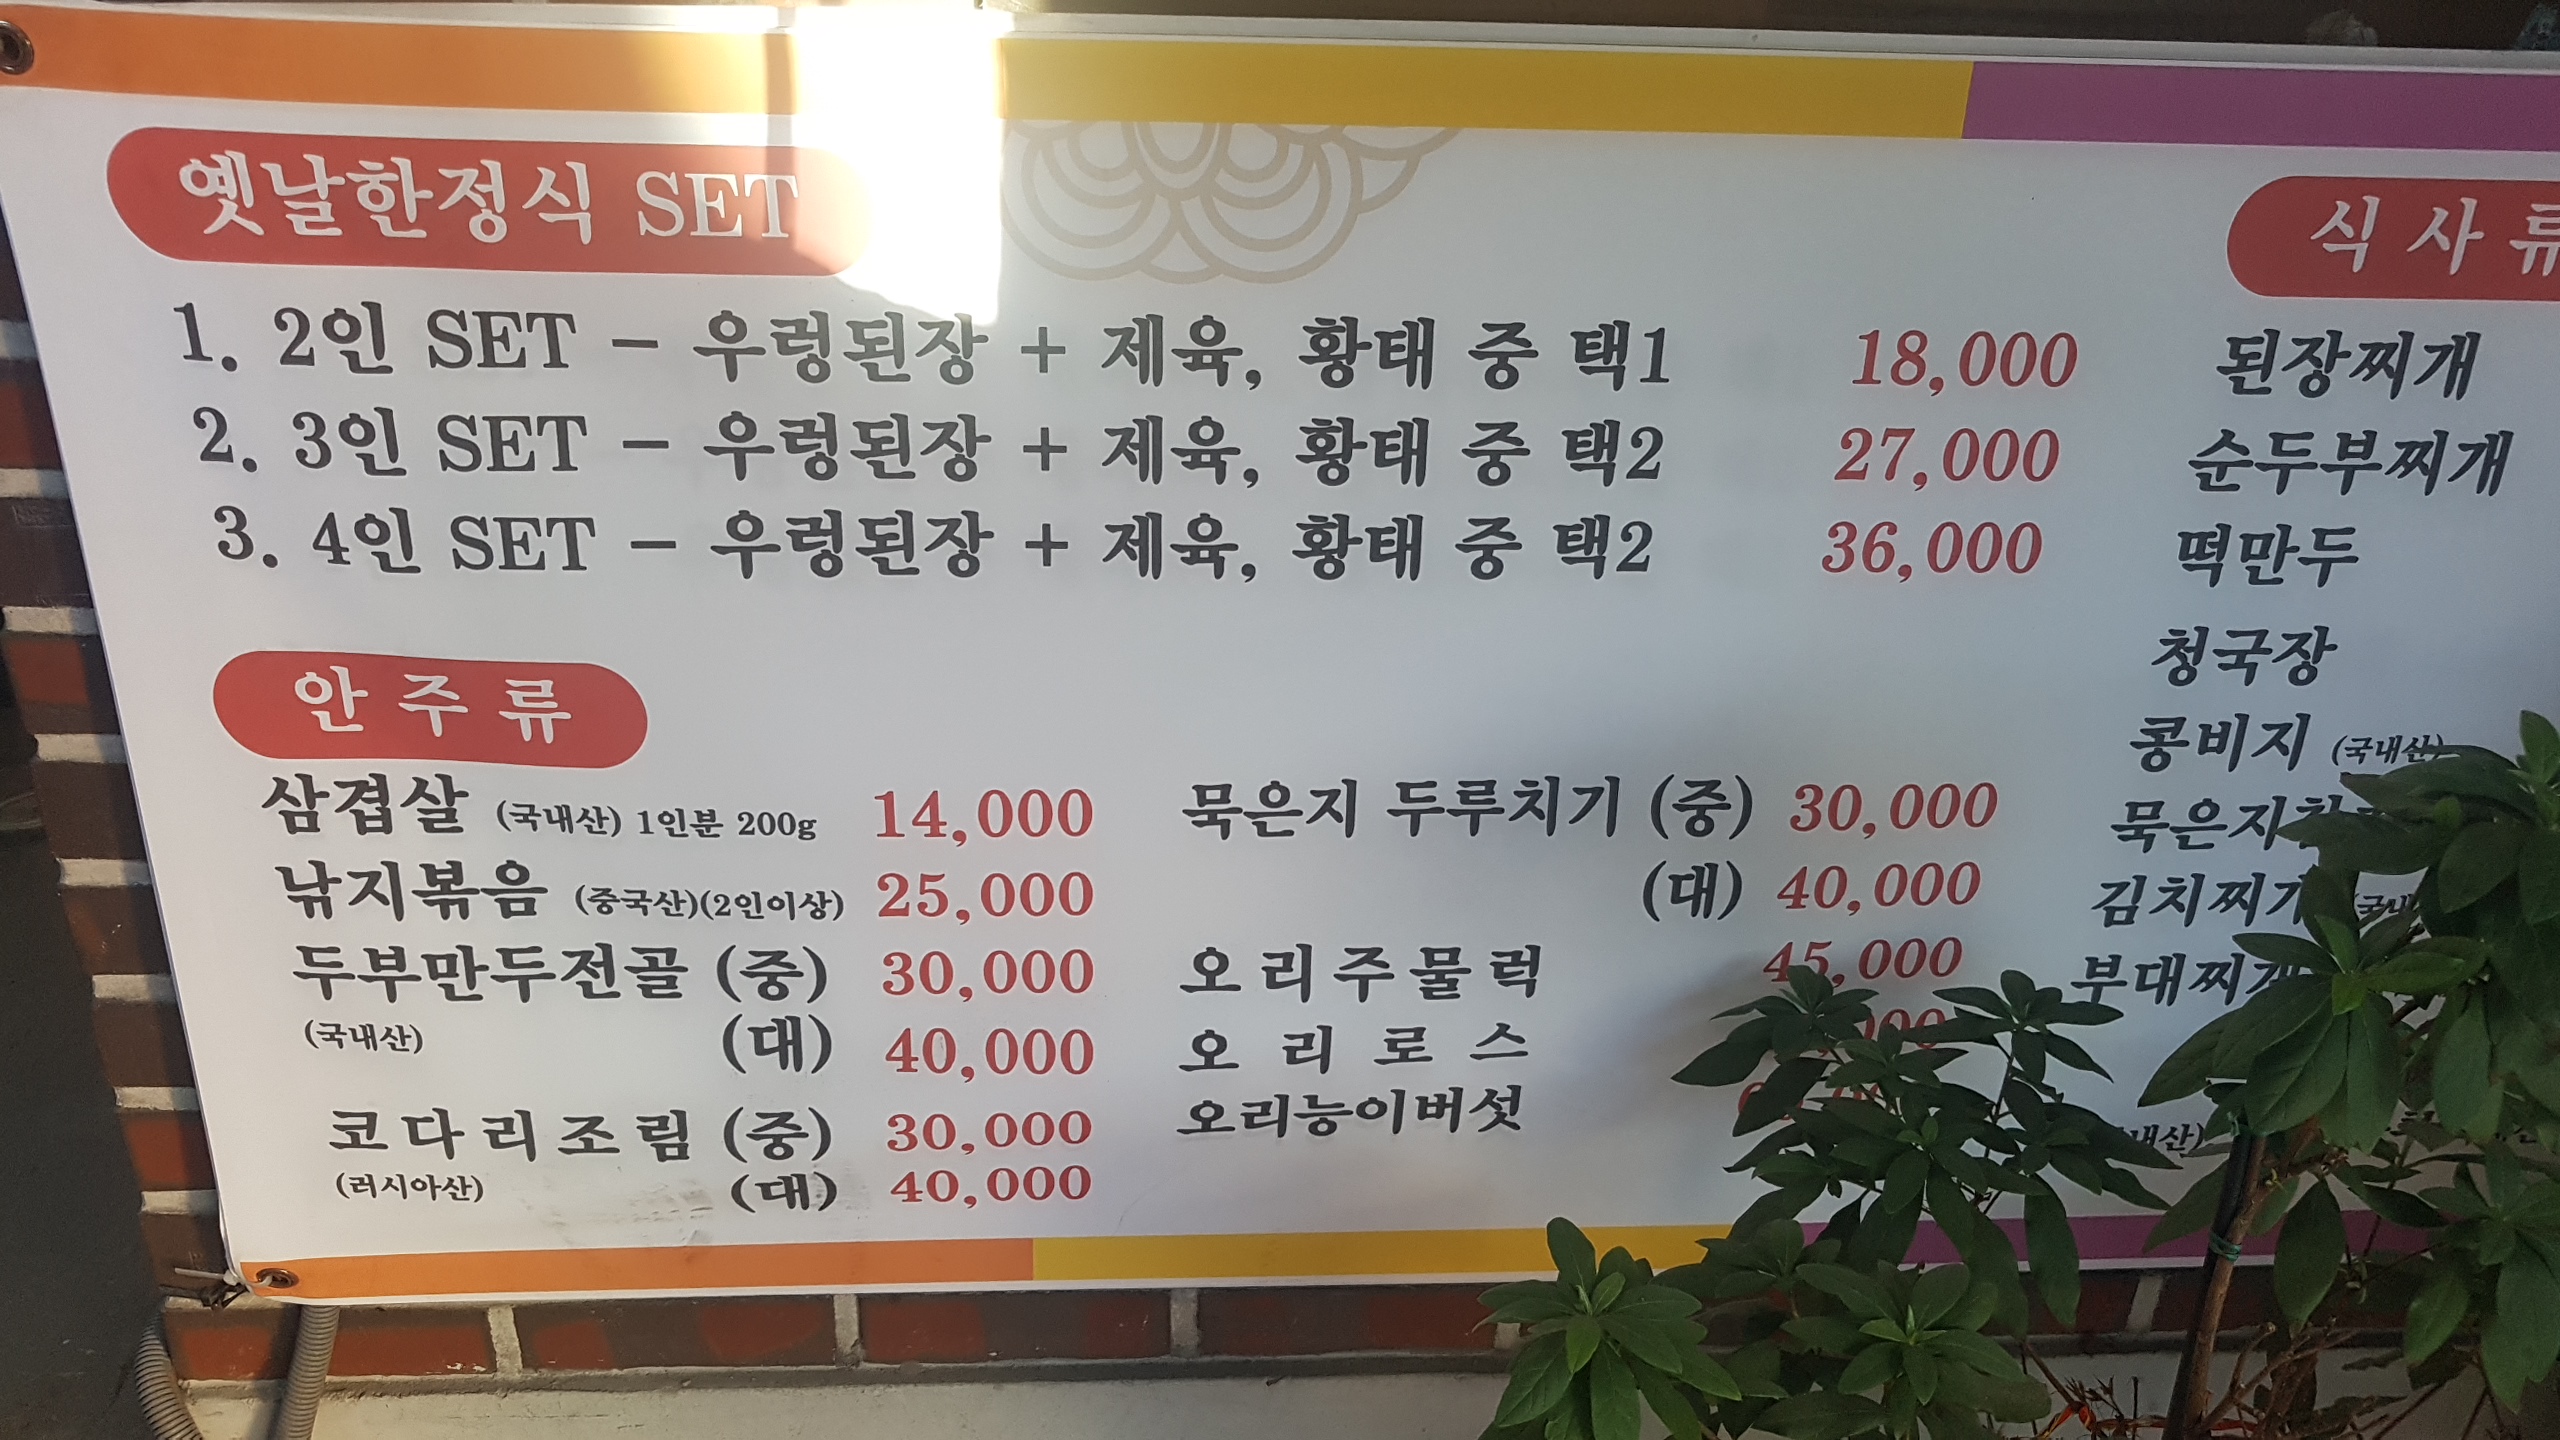 옛날한정식 SET
1. 2인 SET - 우렁된장 + 제육, 황태 중 택1 18,000
2. 3인 SET - 우렁된장 + 제육, 황태 중 택2 27,000
3. 4인 SET - 우렁된장 + 제육, 황태 중 택2 36,000
안주류
삼겹살 (국내산) 1인분 200g 14,000
낚지볶음 (중국산)(2인이상) 25,000
두부만두전골 (중) 30,000
(국내산) (대) 40,000
코다리조림 (중) 30,000
(러시아산) (대) 40,000
묵은지 두루치기 (중) 30,000
(대) 40,000
오리주물럭 45,000
오리로스
오리능이버섯
식사류
된장찌개
순두부찌개
떡만두
청국장
콩비지 (국내산)
묵은지
김치찌개
부대찌개